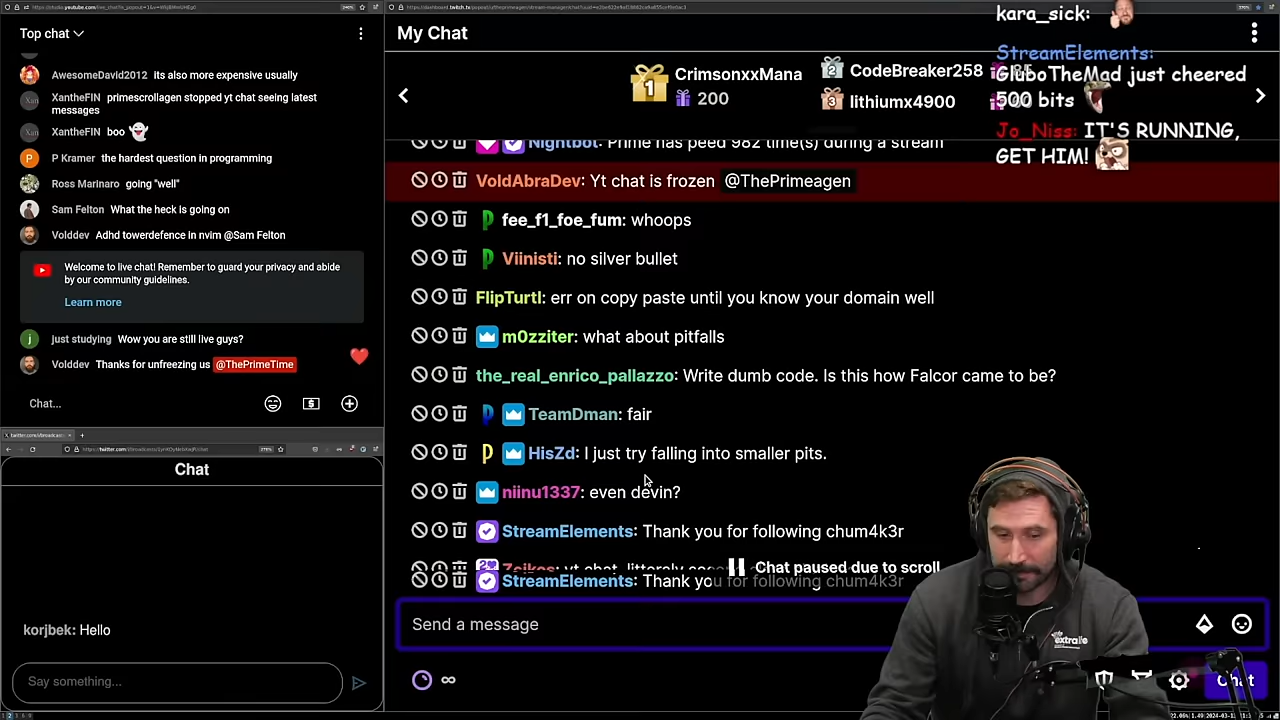 Top chat
AwesomeDavid2012 its also more expensive usually
XantheFIN primescrollagen stopped yt chat seeing latest
messages
XantheFIN boo
P Kramer the hardest question in programming
Ross Marinaro going "well"
Sam Felton What the heck is going on
Volddev Adhd towerdefence in nvim @Sam Felton
Welcome to live chat! Remember to guard your privacy and abide
by our community guidelines.
Learn more
just studying Wow you are still live guys?
Volddev Thanks for unfreezing us @ThePrimeTime
Chat...
Chat
korjbek: Hello
Say something...
My Chat
1 CrimsonxxMana
200
2 CodeBreaker258
3 lithiumx4900
Nightbot: Prime has peed 982 time(s) during a stream
VoldAbraDev: Yt chat is frozen @ThePrimeagen
fee_f1_foe_fum: whoops
Viinisti: no silver bullet
FlipTurtl: err on copy paste until you know your domain well
m0zziter: what about pitfalls
the_real_enrico_pallazzo: Write dumb code. Is this how Falcor came to be?
TeamDman: fair
HisZd: I just try falling into smaller pits.
niinu1337: even devin?
StreamElements: Thank you for following chum4k3r
Chat paused due to scroll
StreamElements: Thank you for following chum4k3r
Send a message
Chat
kara_sick:
StreamElements:
GluboTheMad just cheered
500 bits
Jo_Niss: IT'S RUNNING,
GET HIM!